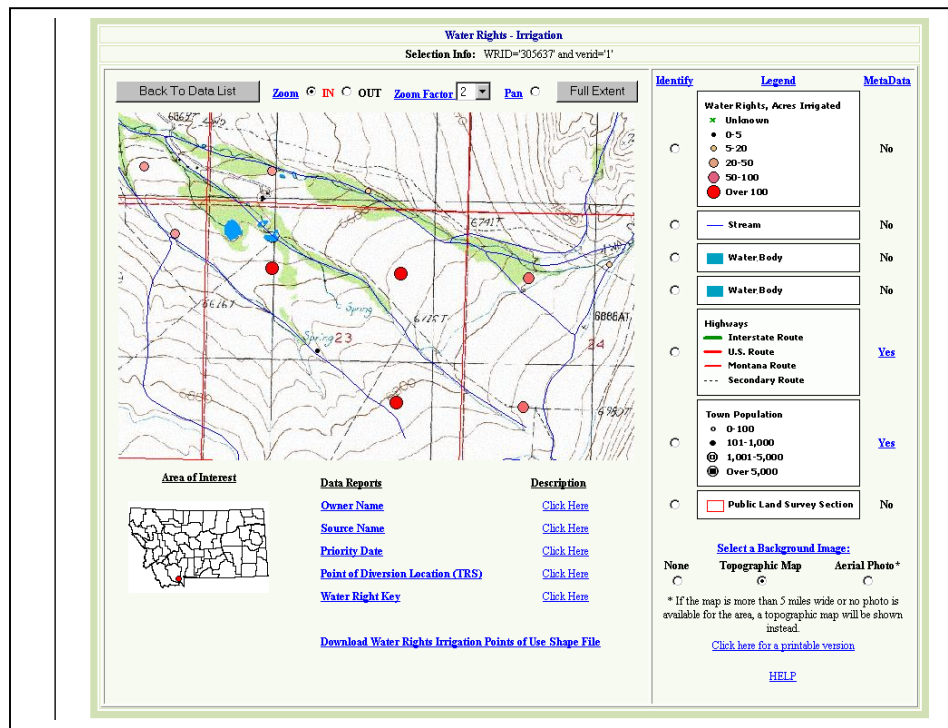 Water Rights - Irrigation
Selection Info: WRID='305637' and verid='1'
Back To Data List
Zoom IN OUT Zoom Factor 2 Pan
Full Extent
6741T
6616T
6126T
Spring
Spring 23
6888AT
24
6980T
Identify Legend MetaData
Water Rights, Acres Irrigated
Unknown
0-5
5-20
20-50
50-100
Over 100
No
Stream No
Water Body No
Water Body No
Highways
Interstate Route
U.S. Route
Montana Route
Secondary Route
Yes
Town Population
0-100
101-1,000
1,001-5,000
Over 5,000
Yes
Public Land Survey Section No
Area of Interest
Data Reports Description
Owner Name Click Here
Source Name Click Here
Priority Date Click Here
Point of Diversion Location (TRS) Click Here
Water Right Key Click Here
Download Water Rights Irrigation Points of Use Shape File
Select a Background Image:
None Topographic Map Aerial Photo*
* If the map is more than 5 miles wide or no photo is
available for the area, a topographic map will be shown
instead.
Click here for a printable version
HELP